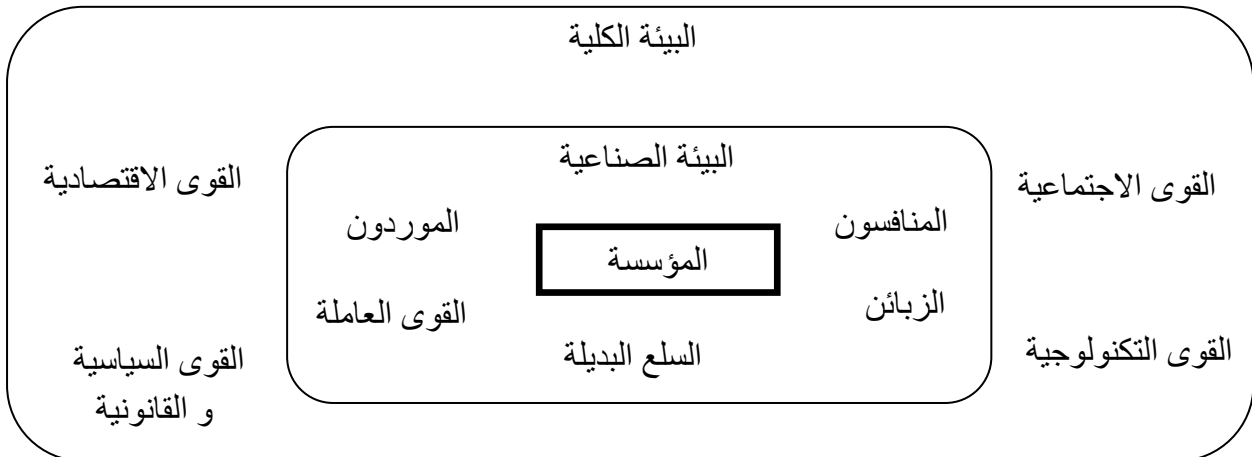 البيئة الكلية
البيئة الصناعية
القوى الاجتماعية
القوى الاقتصادية
المنافسون
الموردون
المؤسسة
الزبائن
القوى العاملة
السلع البديلة
القوى التكنولوجية
القوى السياسية
و القانونية